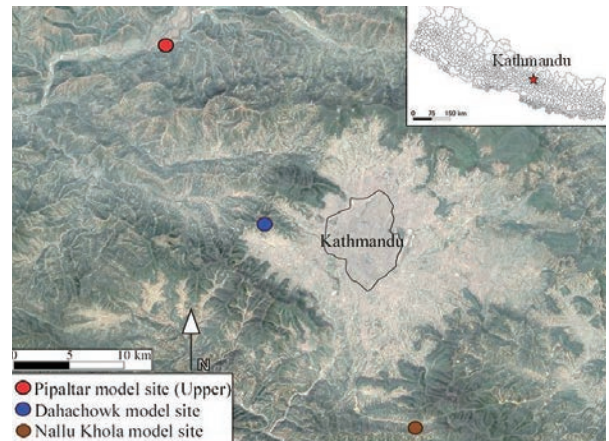 Kathmandu
0 75 150 km
Kathmandu
0 5 10 km
N
Pipaltar model site (Upper)
Dahachowk model site
Nallu Khola model site